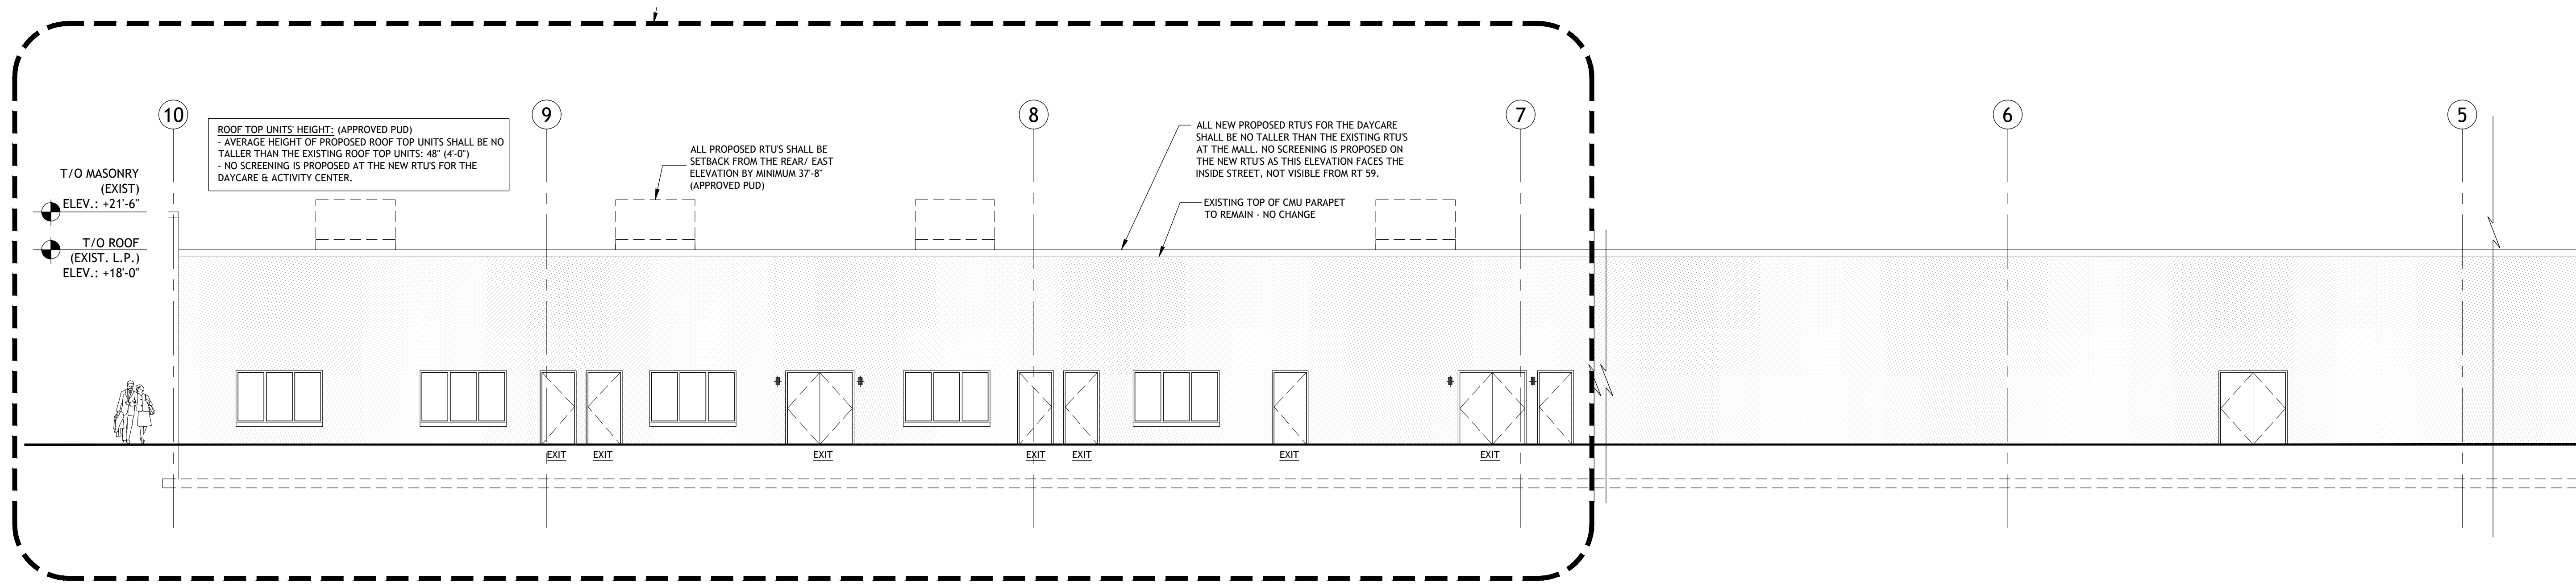 10
9
8
7
6
5
ROOF TOP UNITS' HEIGHT: (APPROVED PUD)
- AVERAGE HEIGHT OF PROPOSED ROOF TOP UNITS SHALL BE NO
TALLER THAN THE EXISTING ROOF TOP UNITS: 48" (4'-0")
- NO SCREENING IS PROPOSED AT THE NEW RTU'S FOR THE
DAYCARE & ACTIVITY CENTER.
ALL PROPOSED RTU'S SHALL BE
SETBACK FROM THE REAR/ EAST
ELEVATION BY MINIMUM 37'-8"
(APPROVED PUD)
ALL NEW PROPOSED RTU'S FOR THE DAYCARE
SHALL BE NO TALLER THAN THE EXISTING RTU'S
AT THE MALL. NO SCREENING IS PROPOSED ON
THE NEW RTU'S AS THIS ELEVATION FACES THE
INSIDE STREET, NOT VISIBLE FROM RT 59.
EXISTING TOP OF CMU PARAPET
TO REMAIN - NO CHANGE
T/O MASONRY
(EXIST)
ELEV.: +21'-6"
T/O ROOF
(EXIST. L.P.)
ELEV.: +18'-0"
EXIT
EXIT
EXIT
EXIT
EXIT
EXIT
EXIT